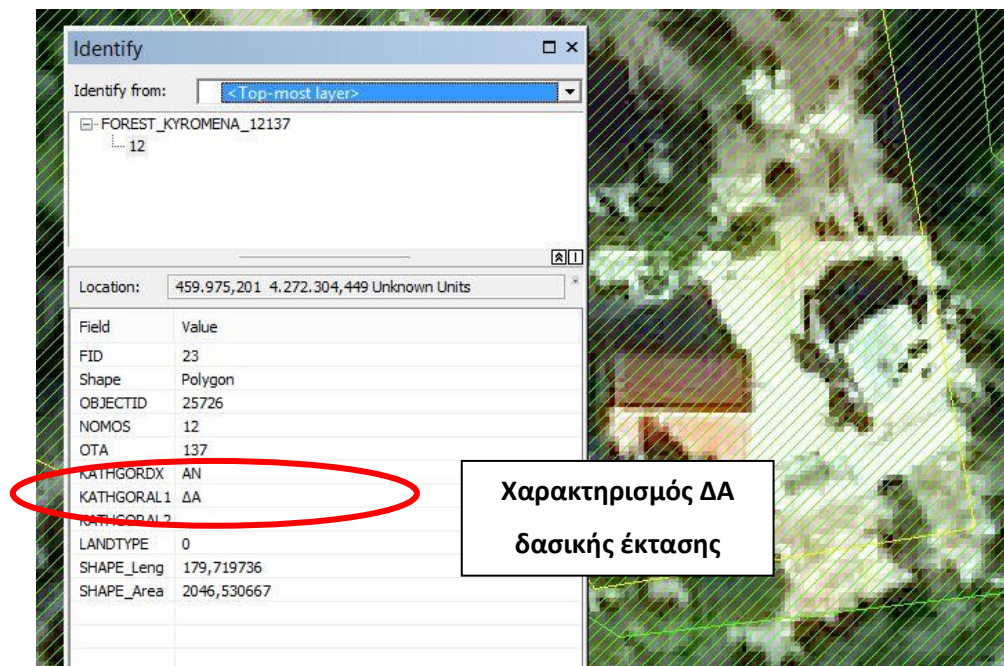 Identify
Identify from: <Top-most layer>
FOREST_KYROMENA_12137
12
Location: 459.975,201 4.272.304,449 Unknown Units
Field Value
FID 23
Shape Polygon
OBJECTID 25726
NOMOS 12
OTA 137
KATHGORDX AN
KATHGORAL1 ΔΑ
KATHGORAL2
LANDTYPE 0
SHAPE_Leng 179,719736
SHAPE_Area 2046,530667
Χαρακτηρισμός ΔΑ
δασικής έκτασης